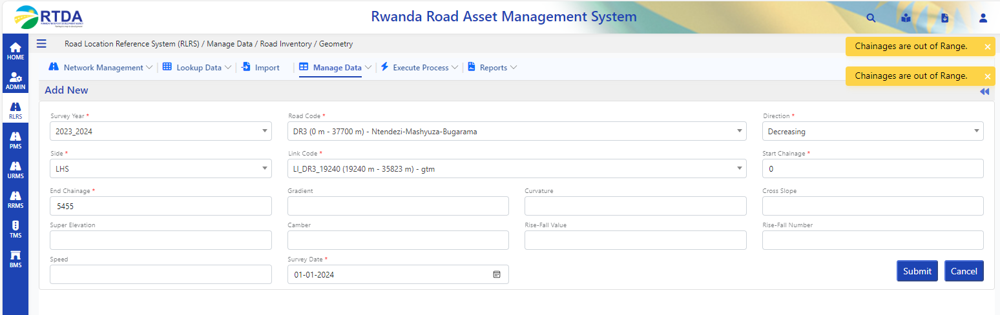 RTDA
Rwanda Road Asset Management System
HOME
ADMIN
RLRS
PMS
URMS
RRMS
TMS
BMS
Road Location Reference System (RLRS) / Manage Data / Road Inventory / Geometry
Chainages are out of Range. ×
Chainages are out of Range. ×
Network Management Lookup Data Import Manage Data Execute Process Reports
Add New
Survey Year * Road Code * Direction *
2023_2024 DR3 (0 m - 37700 m) - Ntendezi-Mashyuza-Bugarama Decreasing
Side * Link Code * Start Chainage *
LHS LI_DR3_19240 (19240 m - 35823 m) - gtm 0
End Chainage * Gradient Curvature Cross Slope
5455
Super Elevation Camber Rise-Fall Value Rise-Fall Number
Speed Survey Date *
01-01-2024
Submit Cancel